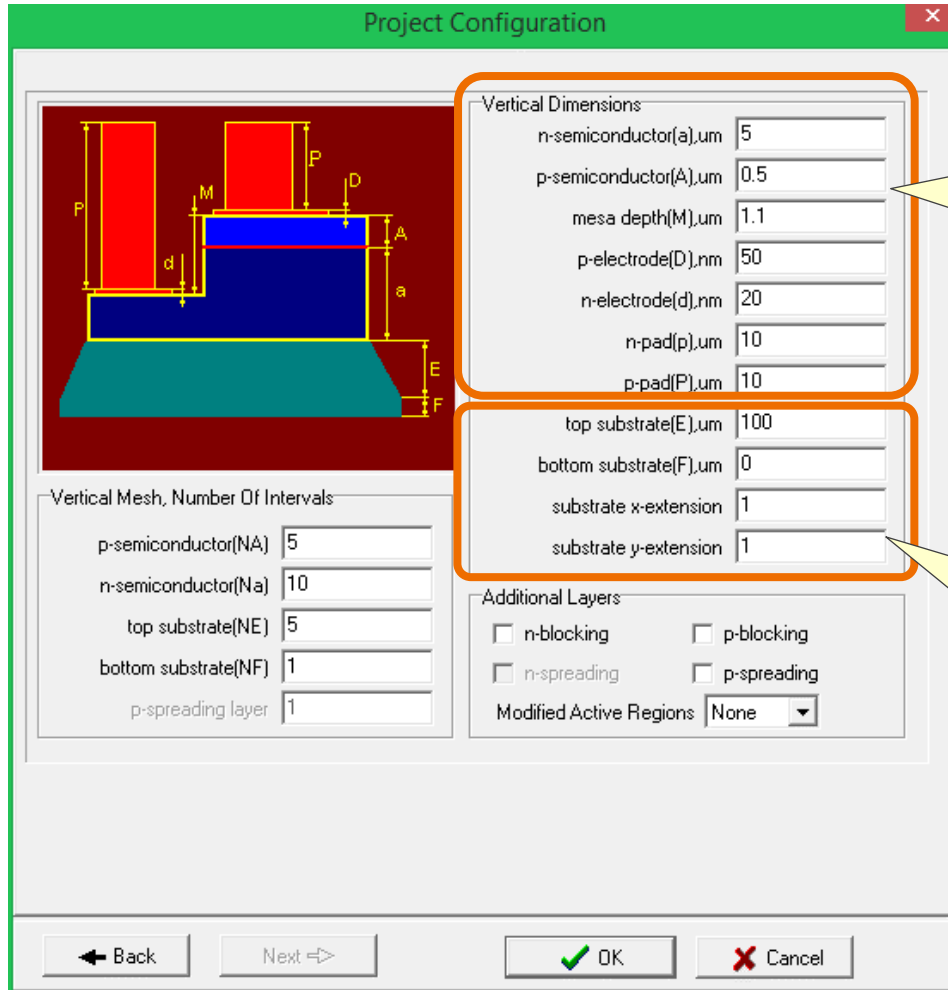 Project Configuration
P
M
P
D
A
d
a
E
F
Vertical Dimensions
n-semiconductor(a),um 5
p-semiconductor(A),um 0.5
mesa depth(M),um 1.1
p-electrode(D),nm 50
n-electrode(d),nm 20
n-pad(p),um 10
p-pad(P),um 10
top substrate(E),um 100
bottom substrate(F),um 0
substrate x-extension 1
substrate y-extension 1
Vertical Mesh, Number Of Intervals
p-semiconductor(NA) 5
n-semiconductor(Na) 10
top substrate(NE) 5
bottom substrate(NF) 1
p-spreading layer 1
Additional Layers
n-blocking p-blocking
n-spreading p-spreading
Modified Active Regions None
Back Next OK Cancel